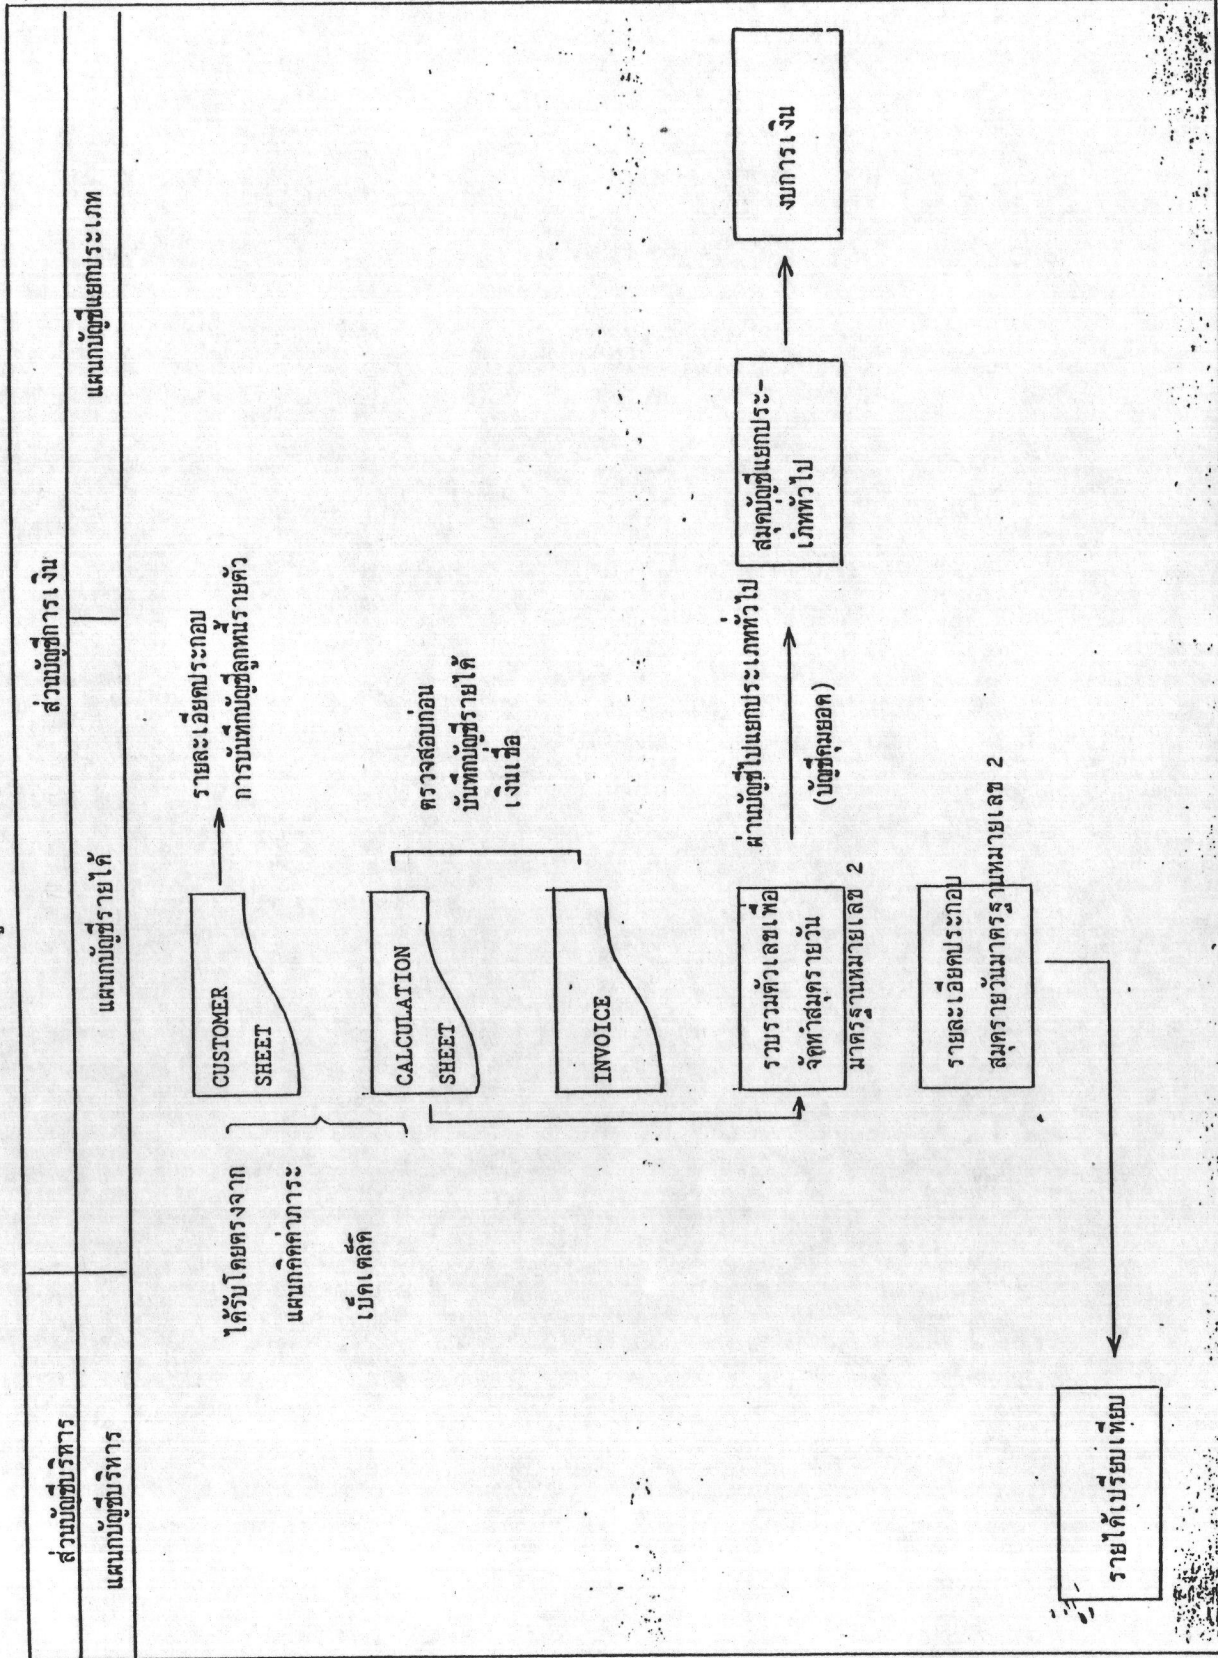 ส่วนบัญชีบริหาร
ส่วนบัญชีการเงิน
แผนกบัญชีบริหาร
แผนกบัญชีรายได้
แผนกบัญชีแยกประเภท
ได้รับโดยตรงจาก
แผนกคิดค่าภาระ
เบ็ดเตล็ด
CUSTOMER
SHEET
รายละเอียดประกอบ
การบันทึกบัญชีลูกหนี้รายตัว
CALCULATION
SHEET
ตรวจสอบก่อน
บันทึกบัญชีรายได้
เงินเชื่อ
INVOICE
รวบรวมตัวเลขเพื่อ
จัดทำสมุดรายวัน
มาตรฐานหมายเลข 2
ผ่านบัญชีไปแยกประเภททั่วไป
(บัญชีคุมยอด)
สมุดบัญชีแยกประ-
เภททั่วไป
งบการเงิน
รายละเอียดประกอบ
สมุดรายวันมาตรฐานหมายเลข 2
รายได้เปรียบเทียบ